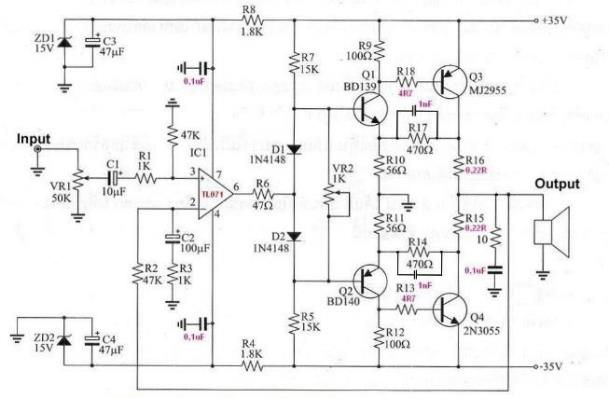 R8
1.8K
+35V
ZD1
15V
+
C3
47µF
0,1uF
R7
15K
R9
100Ω
Q1
BD139
R18
4R7
Q3
MJ2955
1uF
R17
470Ω
47K
IC1
Input
C1
10µF
+
R1
1K
VR1
50K
3
7
+
TL071
6
2
−
4
R6
47Ω
D1
1N4148
VR2
1K
R10
56Ω
R16
0,22R
Output
R11
56Ω
R15
0,22R
10
0,1uF
+
C2
100µF
R2
47K
R3
1K
D2
1N4148
R14
470Ω
1uF
Q2
BD140
R13
4R7
Q4
2N3055
0,1uF
R5
15K
R12
100Ω
ZD2
15V
+
C4
47µF
R4
1.8K
-35V